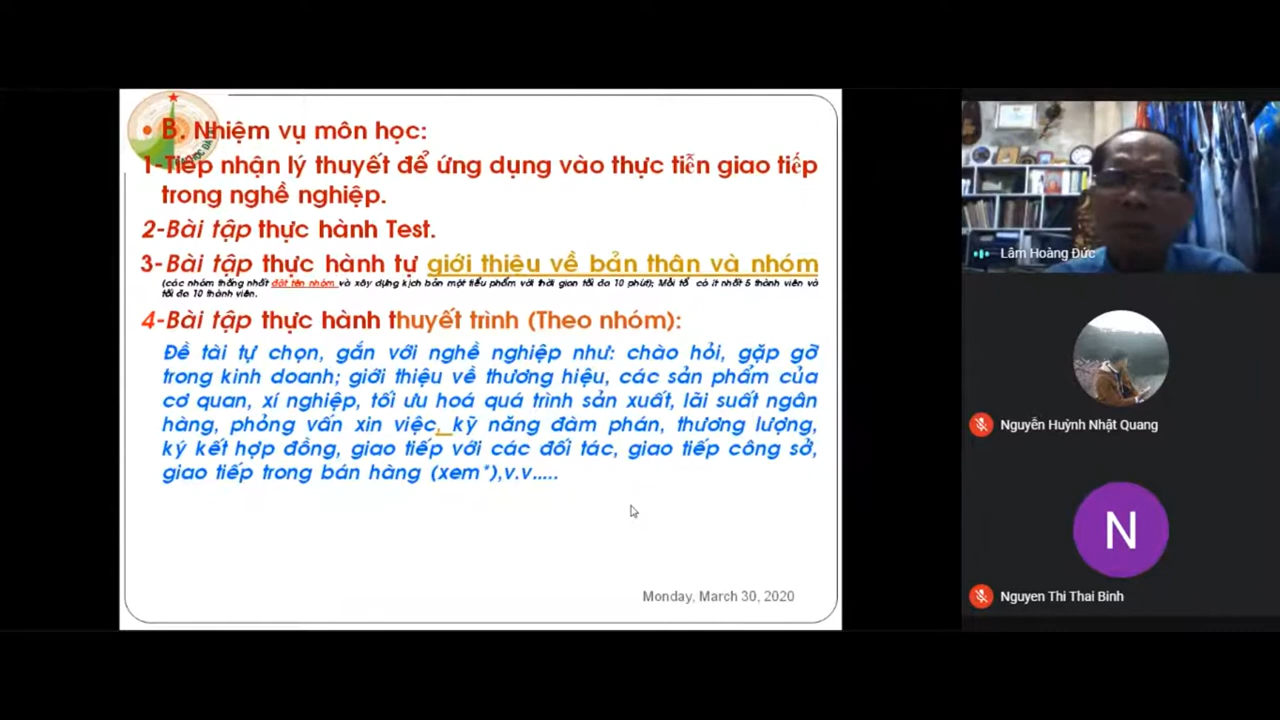 • B. Nhiệm vụ môn học:
1-Tiếp nhận lý thuyết để ứng dụng vào thực tiễn giao tiếp
trong nghề nghiệp.
2-Bài tập thực hành Test.
3-Bài tập thực hành tự giới thiệu về bản thân và nhóm
(các nhóm thống nhất đặt tên nhóm và xây dựng kịch bản một tiểu phẩm với thời gian tối đa 10 phút); Mỗi tổ có ít nhất 5 thành viên và
tối đa 10 thành viên.
4-Bài tập thực hành thuyết trình (Theo nhóm):
Đề tài tự chọn, gắn với nghề nghiệp như: chào hỏi, gặp gỡ
trong kinh doanh; giới thiệu về thương hiệu, các sản phẩm của
cơ quan, xí nghiệp, tối ưu hoá quá trình sản xuất, lãi suất ngân
hàng, phỏng vấn xin việc, kỹ năng đàm phán, thương lượng,
ký kết hợp đồng, giao tiếp với các đối tác, giao tiếp công sở,
giao tiếp trong bán hàng (xem*),v.v.....
Monday, March 30, 2020
Lâm Hoàng Đức
Nguyễn Huỳnh Nhật Quang
N
Nguyen Thi Thai Binh